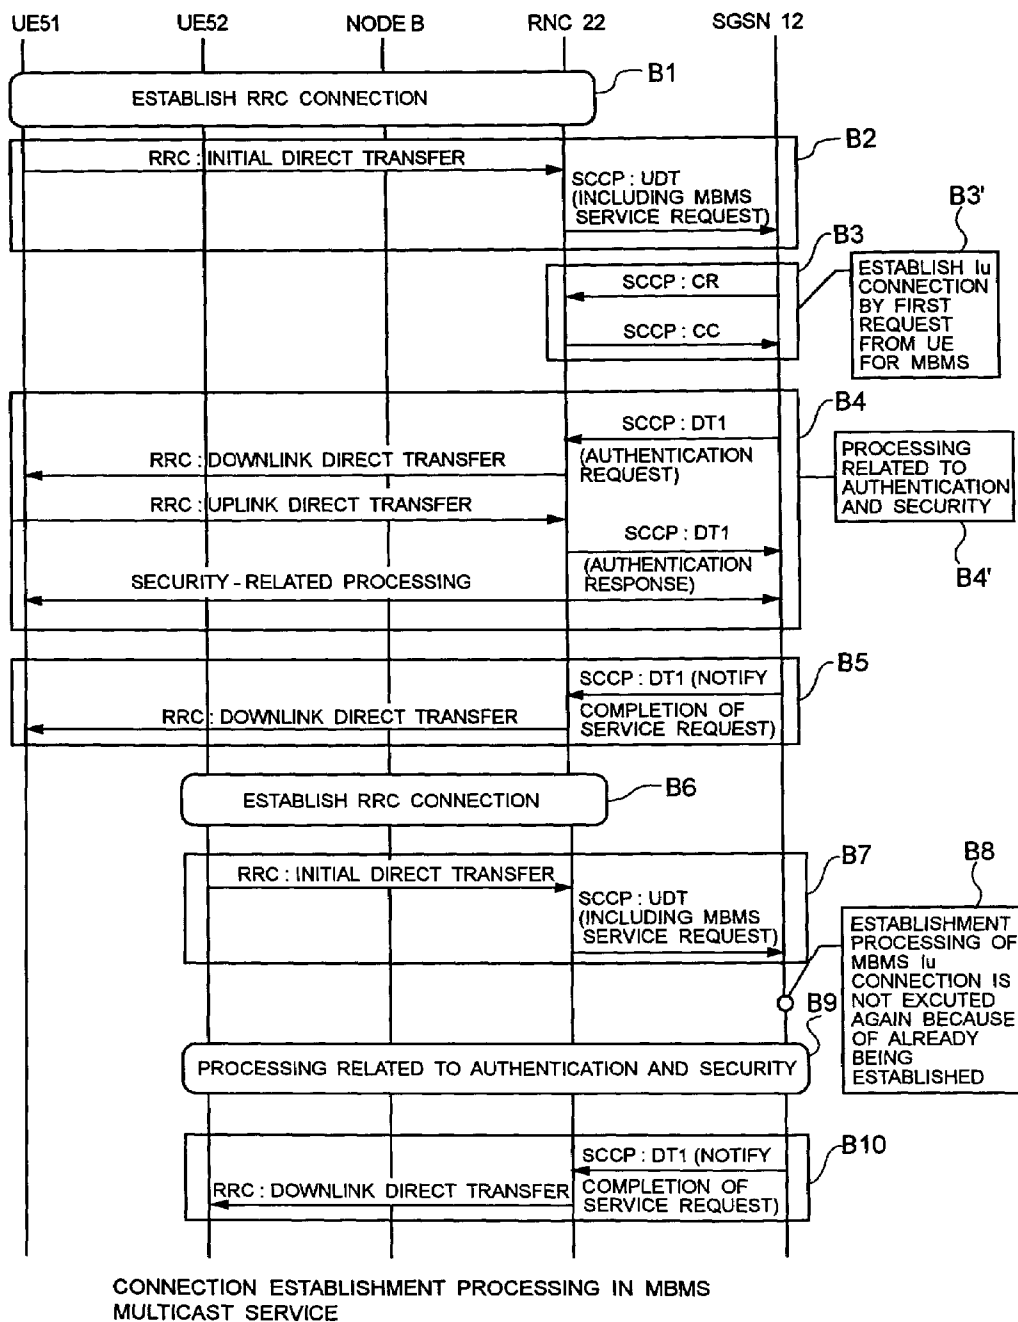 UE51 UE52 NODE B RNC 22 SGSN 12
B1
ESTABLISH RRC CONNECTION
B2
RRC : INITIAL DIRECT TRANSFER
SCCP : UDT
(INCLUDING MBMS
SERVICE REQUEST)
B3'
B3
SCCP : CR
SCCP : CC
ESTABLISH Iu
CONNECTION
BY FIRST
REQUEST
FROM UE
FOR MBMS
B4
SCCP : DT1
(AUTHENTICATION
REQUEST)
RRC : DOWNLINK DIRECT TRANSFER
RRC : UPLINK DIRECT TRANSFER
SCCP : DT1
(AUTHENTICATION
RESPONSE)
SECURITY-RELATED PROCESSING
PROCESSING
RELATED TO
AUTHENTICATION
AND SECURITY
B4'
B5
SCCP : DT1 (NOTIFY
COMPLETION OF
SERVICE REQUEST)
RRC : DOWNLINK DIRECT TRANSFER
B6
ESTABLISH RRC CONNECTION
B7
RRC : INITIAL DIRECT TRANSFER
SCCP : UDT
(INCLUDING MBMS
SERVICE REQUEST)
B8
ESTABLISHMENT
PROCESSING OF
MBMS Iu
CONNECTION IS
NOT EXCUTED
AGAIN BECAUSE
OF ALREADY
BEING
ESTABLISHED
B9
PROCESSING RELATED TO AUTHENTICATION AND SECURITY
B10
SCCP : DT1 (NOTIFY
COMPLETION OF
SERVICE REQUEST)
RRC : DOWNLINK DIRECT TRANSFER
CONNECTION ESTABLISHMENT PROCESSING IN MBMS
MULTICAST SERVICE